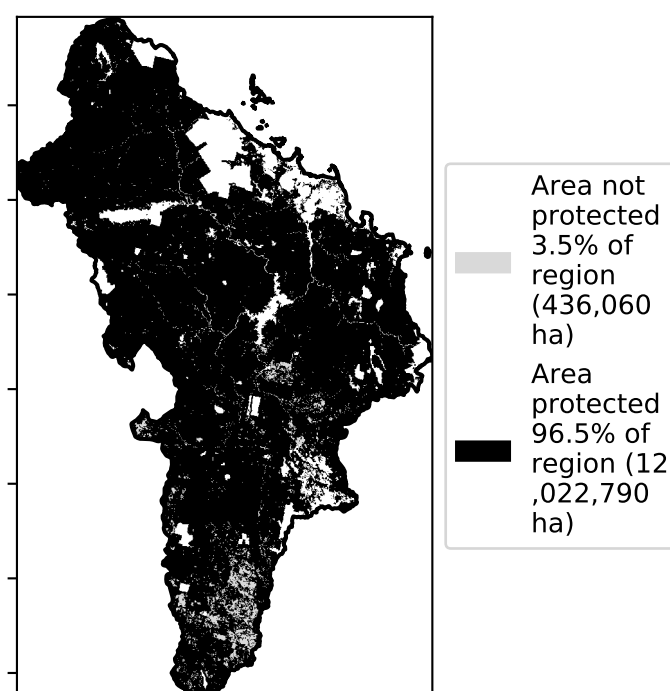 Area not
protected
3.5% of
region
(436,060
ha)
Area
protected
96.5% of
region (12
,022,790
ha)